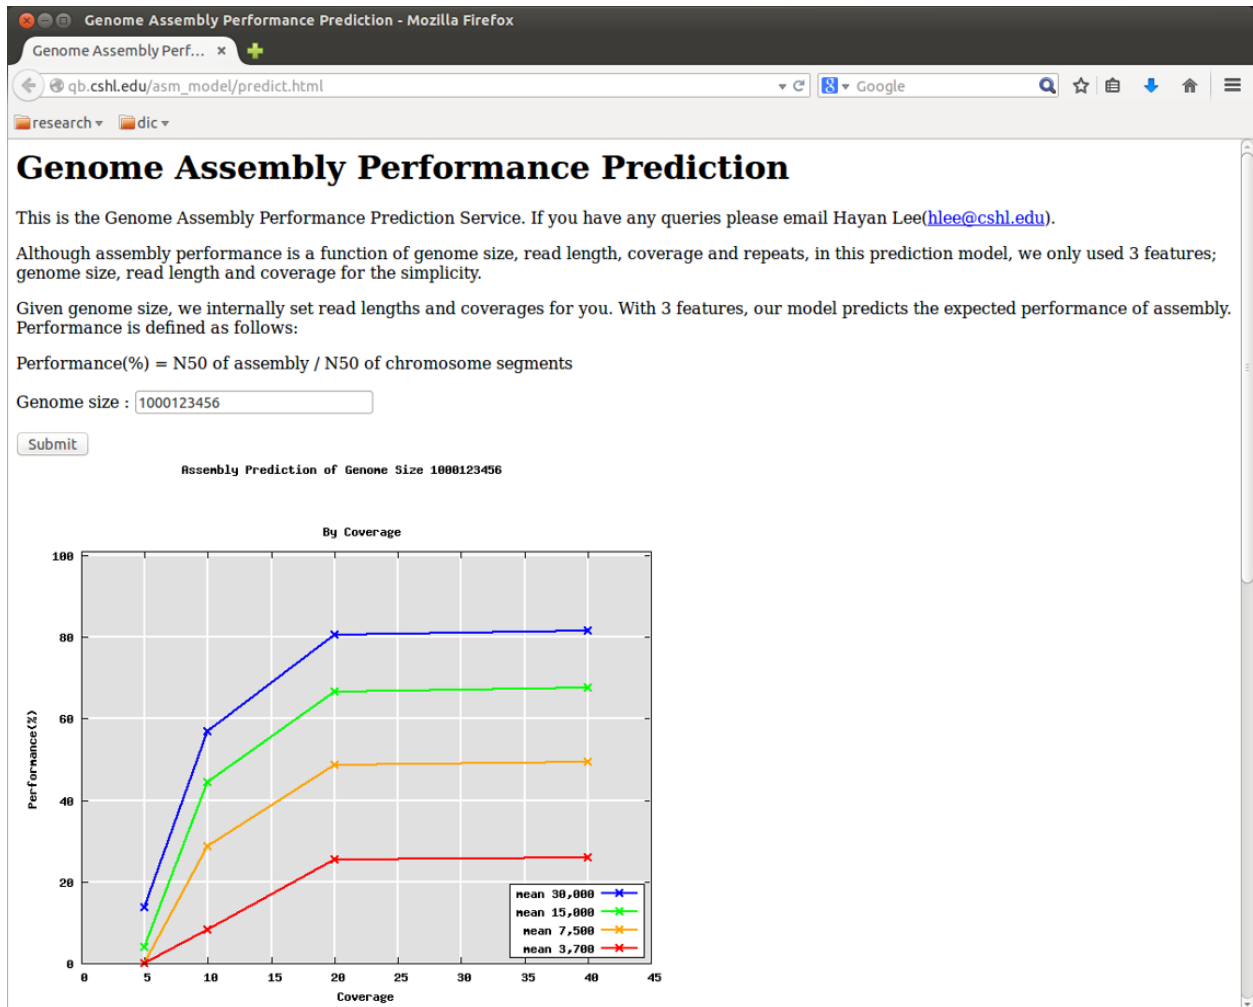 Genome Assembly Performance Prediction - Mozilla Firefox
Genome Assembly Perf...
qb.cshl.edu/asm_model/predict.html
Google
research
dic
Genome Assembly Performance Prediction
This is the Genome Assembly Performance Prediction Service. If you have any queries please email Hayan Lee(hlee@cshl.edu).
Although assembly performance is a function of genome size, read length, coverage and repeats, in this prediction model, we only used 3 features;
genome size, read length and coverage for the simplicity.
Given genome size, we internally set read lengths and coverages for you. With 3 features, our model predicts the expected performance of assembly.
Performance is defined as follows:
Performance(%) = N50 of assembly / N50 of chromosome segments
Genome size : 1000123456
Submit
Assembly Prediction of Genome Size 1000123456
By Coverage
100
80
60
40
20
0
Performance(%)
mean 30,000
mean 15,000
mean 7,500
mean 3,700
0 5 10 15 20 25 30 35 40 45
Coverage